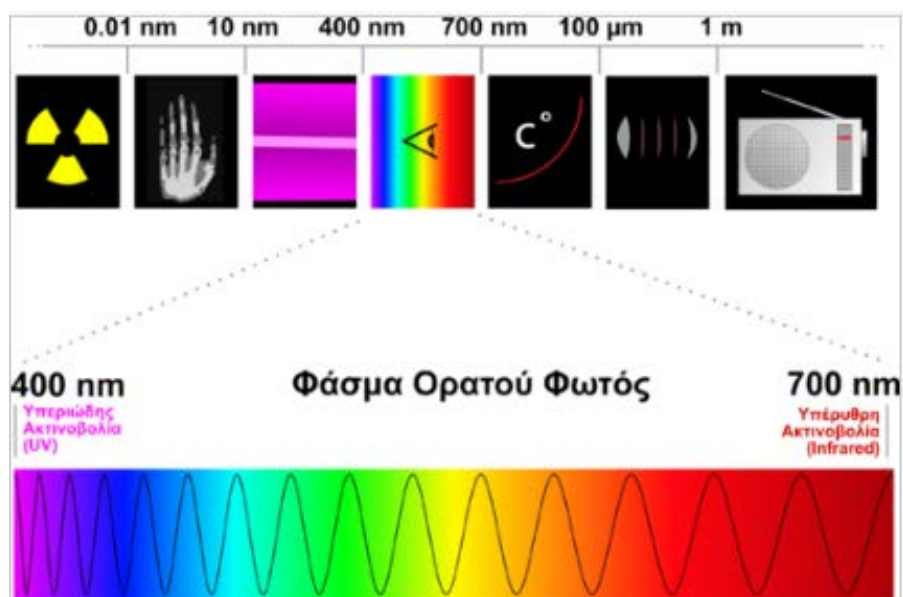 0.01 nm 10 nm 400 nm 700 nm 100 μm 1 m
C°
400 nm Φάσμα Ορατού Φωτός 700 nm
Υπεριώδης
Ακτινοβολία
(UV)
Υπέρυθρη
Ακτινοβολία
(Infrared)